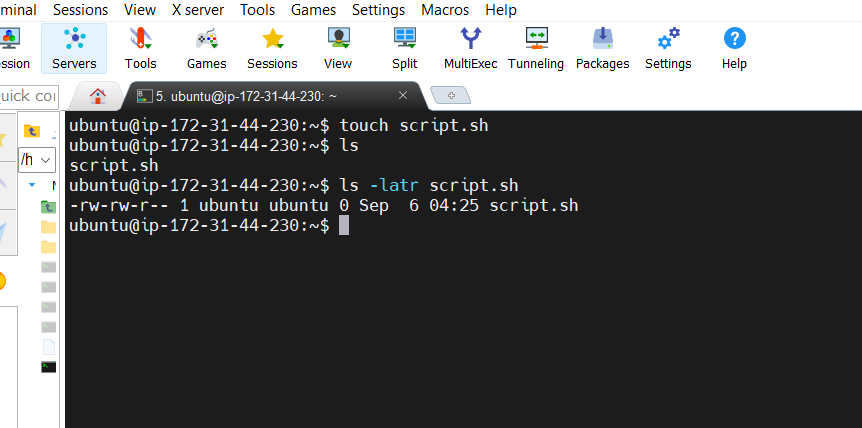 minal Sessions View X server Tools Games Settings Macros Help
ession Servers Tools Games Sessions View Split MultiExec Tunneling Packages Settings Help
5. ubuntu@ip-172-31-44-230: ~
/h
ubuntu@ip-172-31-44-230:~$ touch script.sh
ubuntu@ip-172-31-44-230:~$ ls
script.sh
ubuntu@ip-172-31-44-230:~$ ls -latr script.sh
-rw-rw-r-- 1 ubuntu ubuntu 0 Sep  6 04:25 script.sh
ubuntu@ip-172-31-44-230:~$